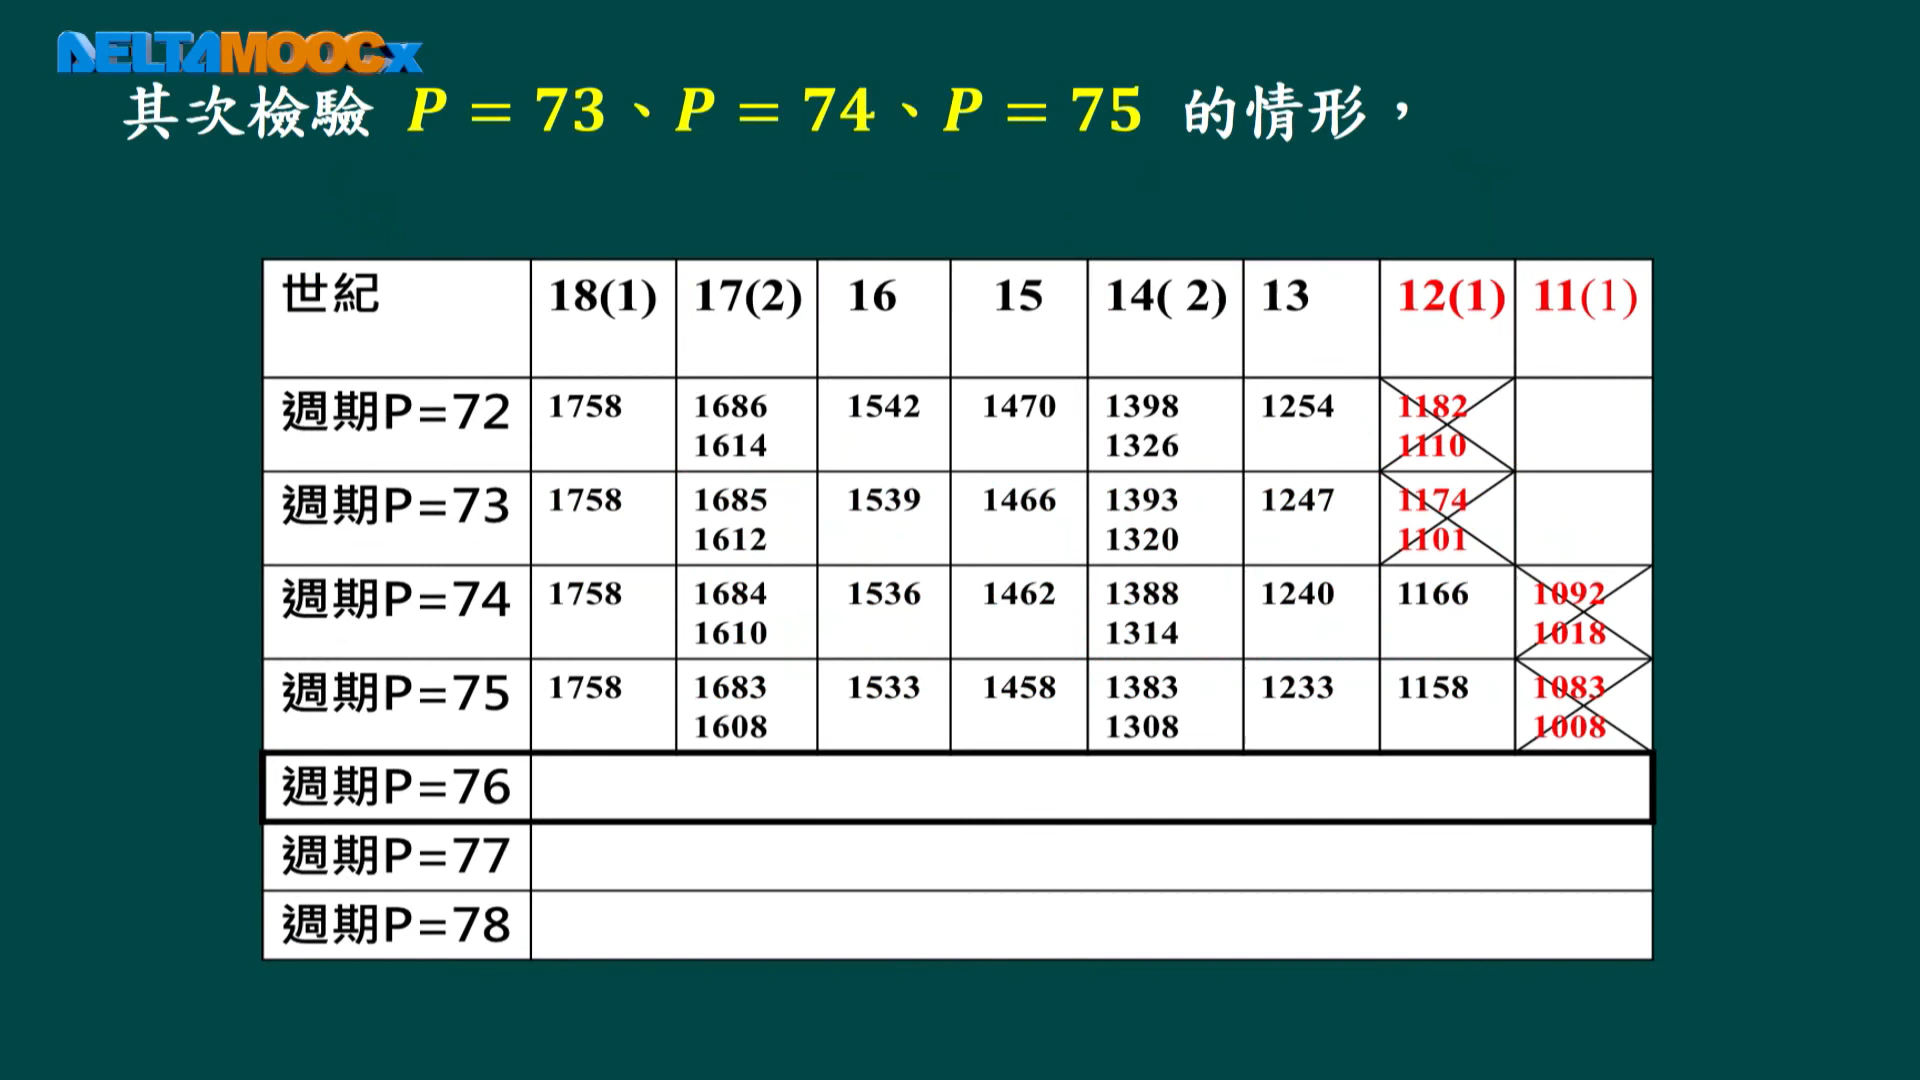 DELTAMOOCx
其次檢驗 P = 73、P = 74、P = 75 的情形，
世紀 18(1) 17(2) 16 15 14( 2) 13 12(1) 11(1)
週期P=72 1758 1686 1542 1470 1398 1254 1182
1614 1326 1110
週期P=73 1758 1685 1539 1466 1393 1247 1174
1612 1320 1101
週期P=74 1758 1684 1536 1462 1388 1240 1166 1092
1610 1314 1018
週期P=75 1758 1683 1533 1458 1383 1233 1158 1083
1608 1308 1008
週期P=76
週期P=77
週期P=78